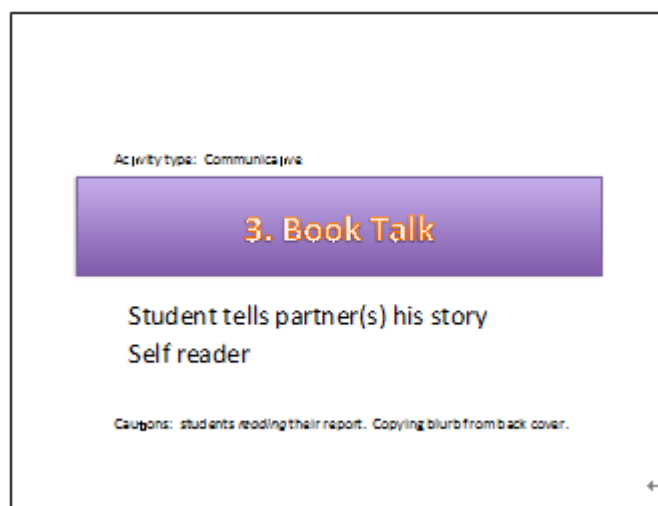 Activity type: Communicative
3. Book Talk
Student tells partner(s) his story
Self reader
Cautions: students reading their report. Copying blurb from back cover.